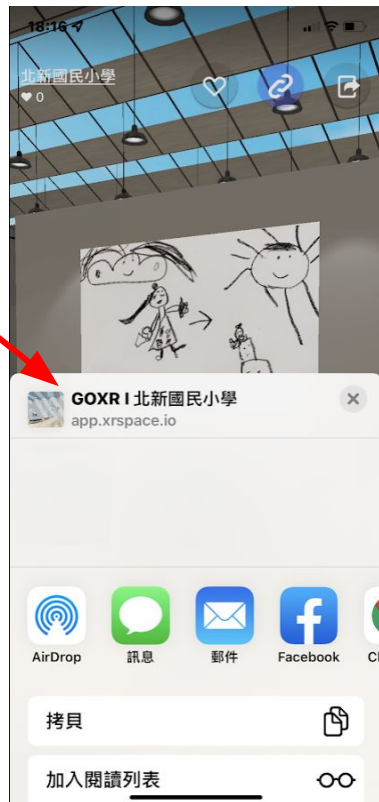 18:16
北新國民小學
0
GOXR I 北新國民小學
app.xrspace.io
AirDrop
訊息
郵件
Facebook
拷貝
加入閱讀列表